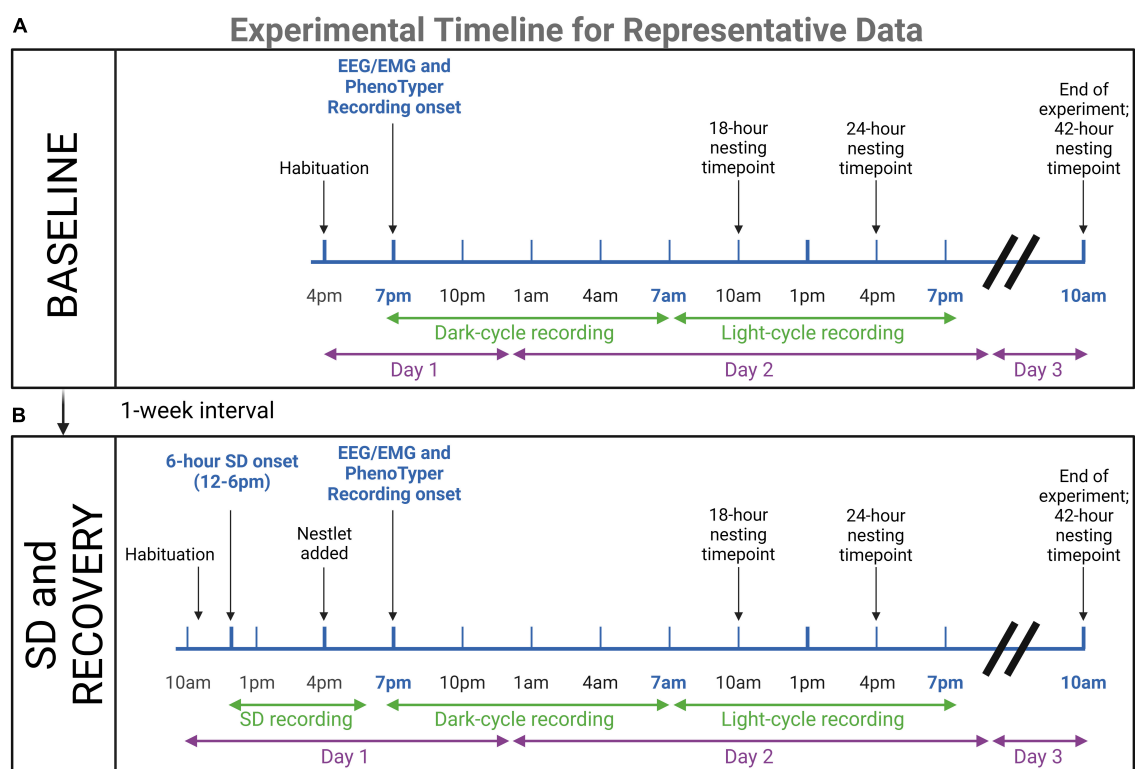 A
Experimental Timeline for Representative Data
BASELINE
EEG/EMG and
PhenoTyper
Recording onset
Habituation
18-hour
nesting
timepoint
24-hour
nesting
timepoint
End of
experiment;
42-hour
nesting
timepoint
4pm 7pm 10pm 1am 4am 7am 10am 1pm 4pm 7pm 10am
Dark-cycle recording Light-cycle recording
Day 1 Day 2 Day 3
1-week interval
B
SD and
RECOVERY
6-hour SD onset
(12-6pm)
EEG/EMG and
PhenoTyper
Recording onset
Habituation
Nestlet
added
18-hour
nesting
timepoint
24-hour
nesting
timepoint
End of
experiment;
42-hour
nesting
timepoint
10am 1pm 4pm 7pm 10pm 1am 4am 7am 10am 1pm 4pm 7pm 10am
SD recording Dark-cycle recording Light-cycle recording
Day 1 Day 2 Day 3